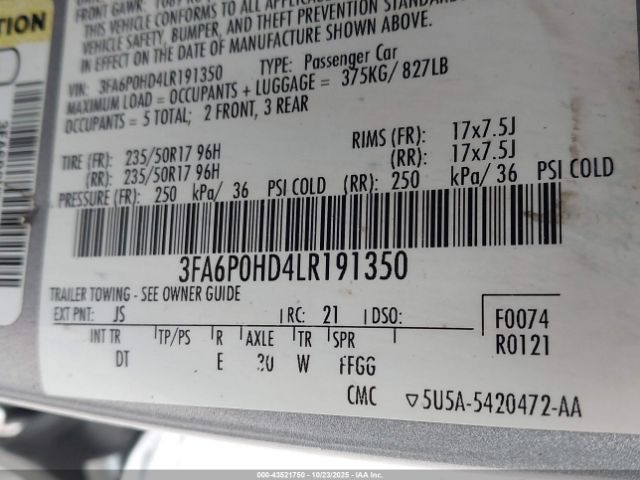 TION
FRONT GAWR:
THIS VEHICLE CONFORMS TO ALL APPLICABLE
VEHICLE SAFETY, BUMPER, AND THEFT PREVENTION STANDARDS
IN EFFECT ON THE DATE OF MANUFACTURE SHOWN ABOVE.
VIN: 3FA6P0HD4LR191350 TYPE: Passenger Car
MAXIMUM LOAD = OCCUPANTS + LUGGAGE = 375KG/ 827LB
OCCUPANTS = 5 TOTAL; 2 FRONT, 3 REAR
TIRE (FR): 235/50R17 96H RIMS (FR): 17x7.5J
(RR): 235/50R17 96H (RR): 17x7.5J
PRESSURE (FR): 250 kPa/ 36 PSI COLD (RR): 250 kPa/ 36 PSI COLD
3FA6P0HD4LR191350
TRAILER TOWING - SEE OWNER GUIDE
EXT PNT: JS RC: 21 DSO: F0074
INT TR TP/PS R AXLE TR SPR R0121
DT E 30 W FFGG
CMC 5U5A-5420472-AA
000-43521750 - 10/23/2025 - IAAI.COM